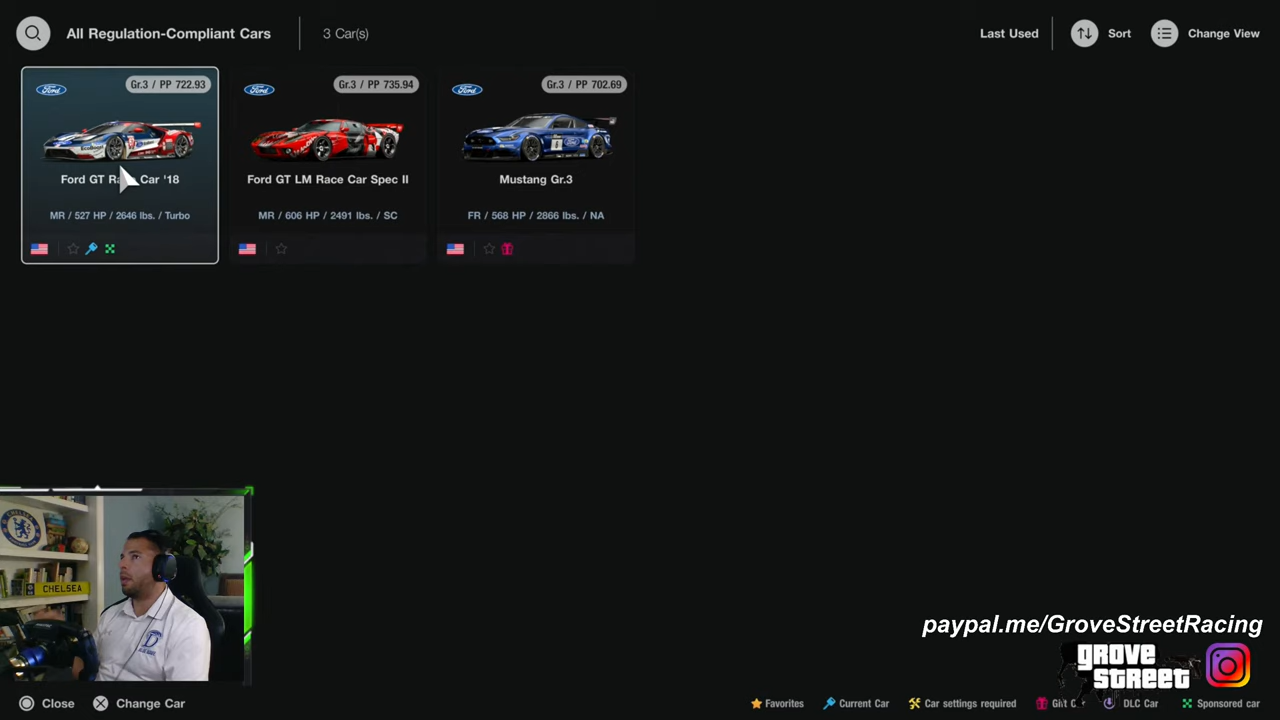 All Regulation-Compliant Cars
3 Car(s)
Last Used
Sort
Change View
Ford
Gr.3 / PP 722.93
Ford GT Race Car '18
MR / 527 HP / 2646 lbs. / Turbo
Ford
Gr.3 / PP 735.94
Ford GT LM Race Car Spec II
MR / 606 HP / 2491 lbs. / SC
Ford
Gr.3 / PP 702.69
Mustang Gr.3
FR / 568 HP / 2866 lbs. / NA
CHELSEA
paypal.me/GroveStreetRacing
GROVE
STREET
Close
Change Car
Favorites
Current Car
Car settings required
Gift Car
DLC Car
Sponsored car